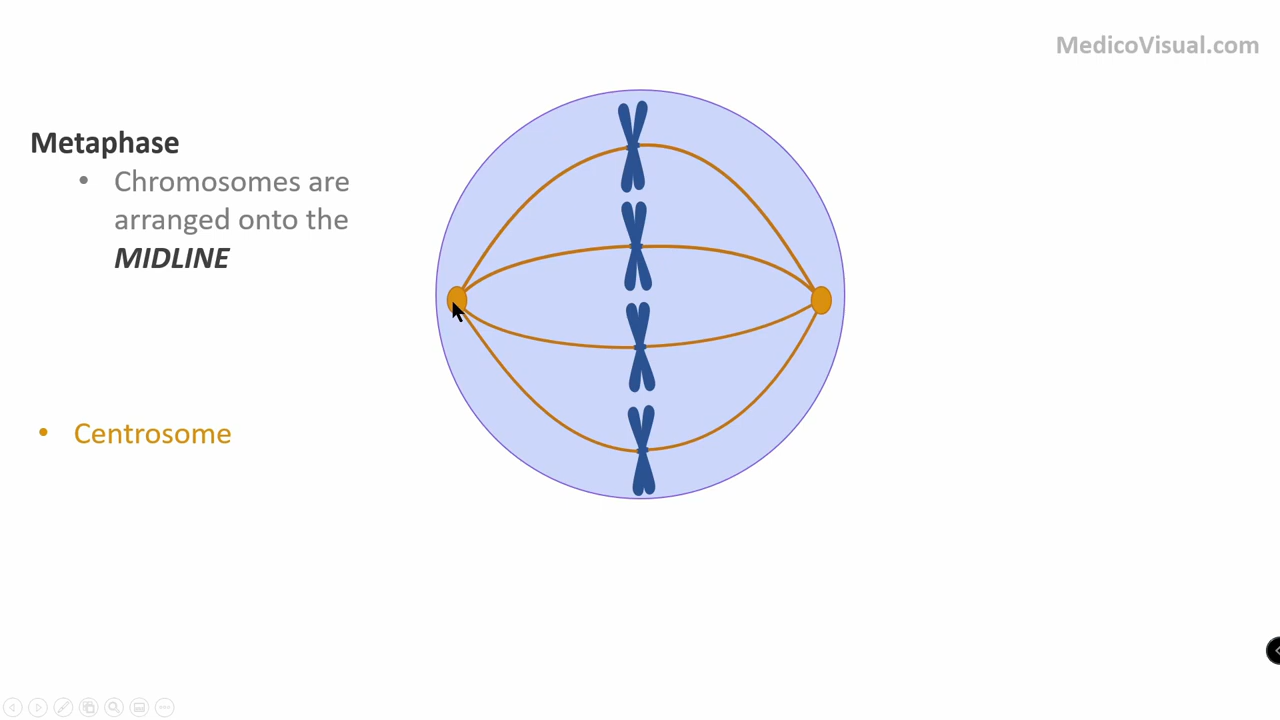 MedicoVisual.com
Metaphase
• Chromosomes are
arranged onto the
MIDLINE
• Centrosome